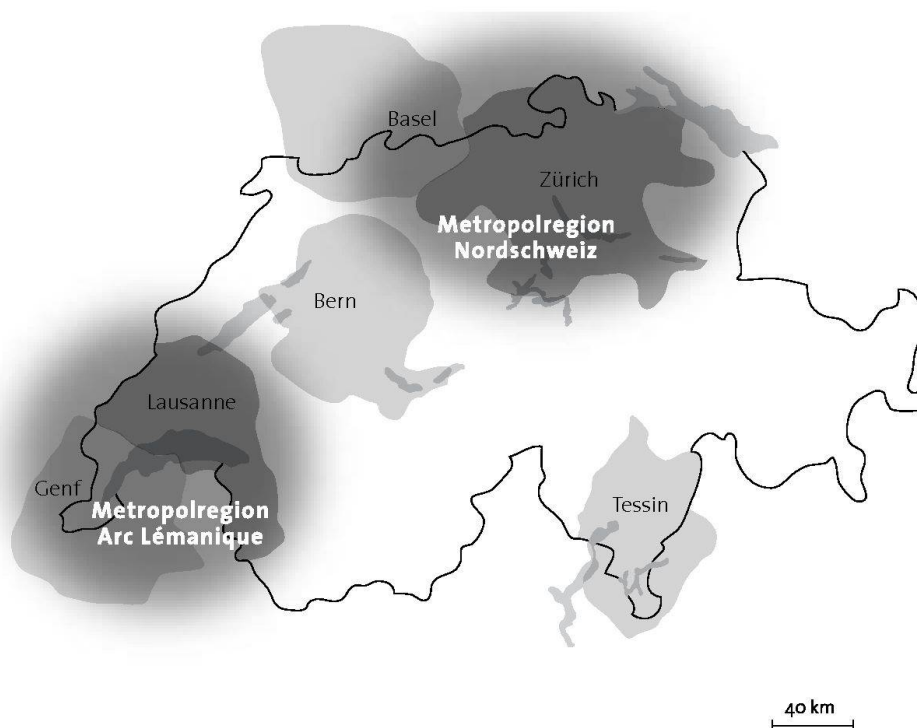 Basel
Zürich
Metropolregion
Nordschweiz
Bern
Lausanne
Genf
Metropolregion
Arc Lémanique
Tessin
40 km